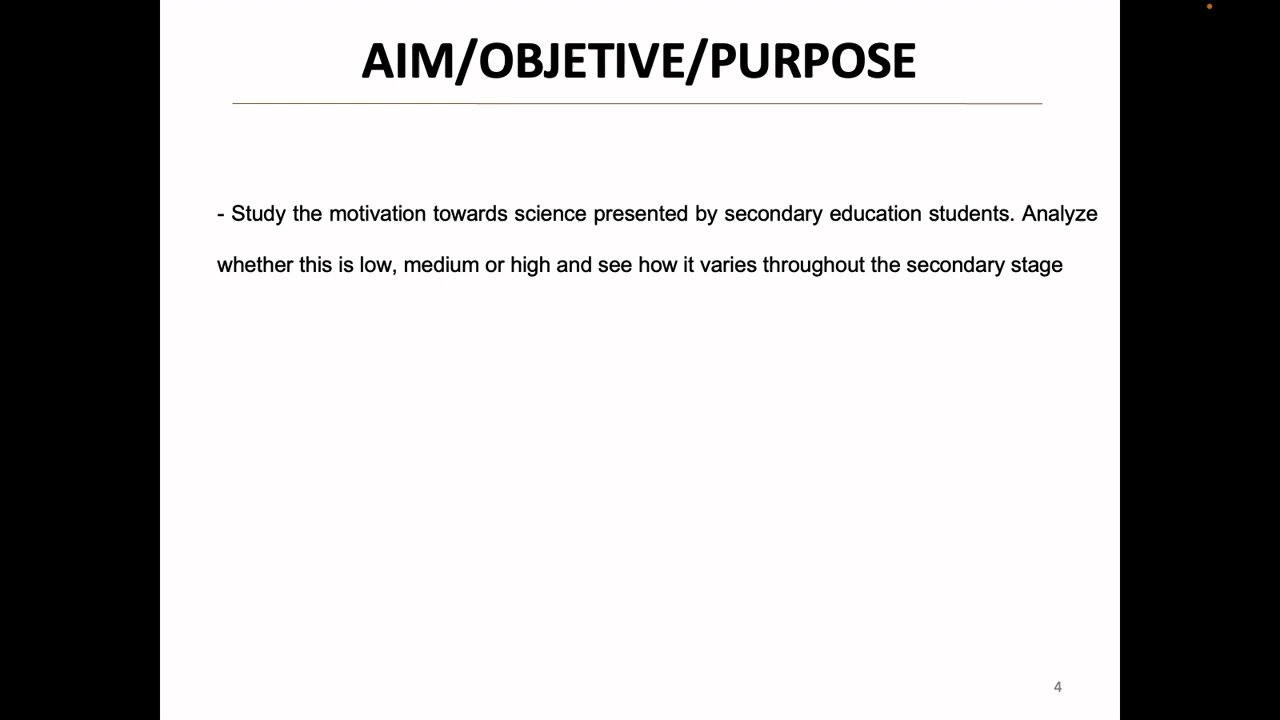 AIM/OBJETIVE/PURPOSE
- Study the motivation towards science presented by secondary education students. Analyze
whether this is low, medium or high and see how it varies throughout the secondary stage
4